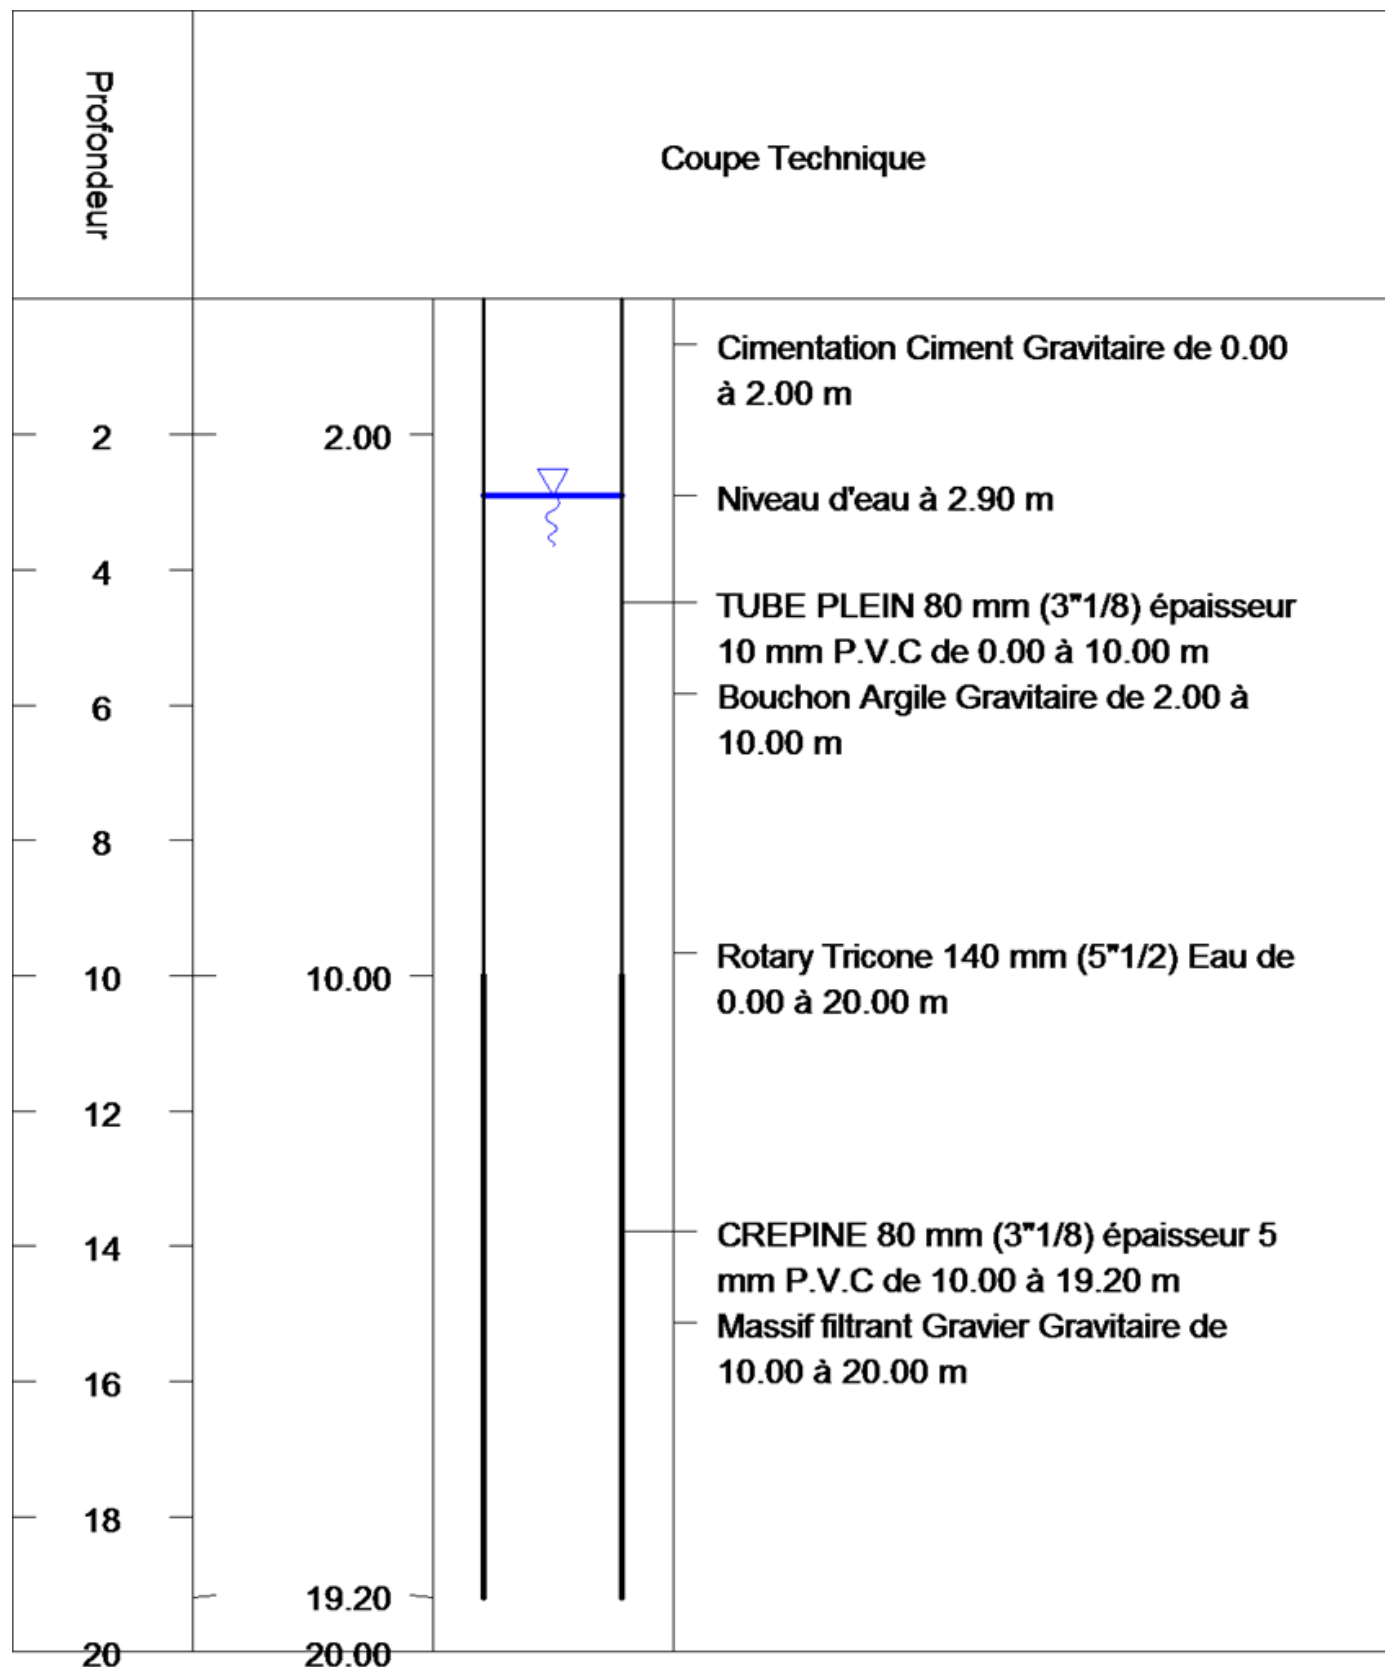 Profondeur
Coupe Technique
Cimentation Ciment Gravitaire de 0.00
à 2.00 m
2
2.00
Niveau d'eau à 2.90 m
4
TUBE PLEIN 80 mm (3"1/8) épaisseur
10 mm P.V.C de 0.00 à 10.00 m
Bouchon Argile Gravitaire de 2.00 à
10.00 m
6
8
Rotary Tricone 140 mm (5"1/2) Eau de
0.00 à 20.00 m
10
10.00
12
CREPINE 80 mm (3"1/8) épaisseur 5
mm P.V.C de 10.00 à 19.20 m
14
Massif filtrant Gravier Gravitaire de
10.00 à 20.00 m
16
18
19.20
20
20.00